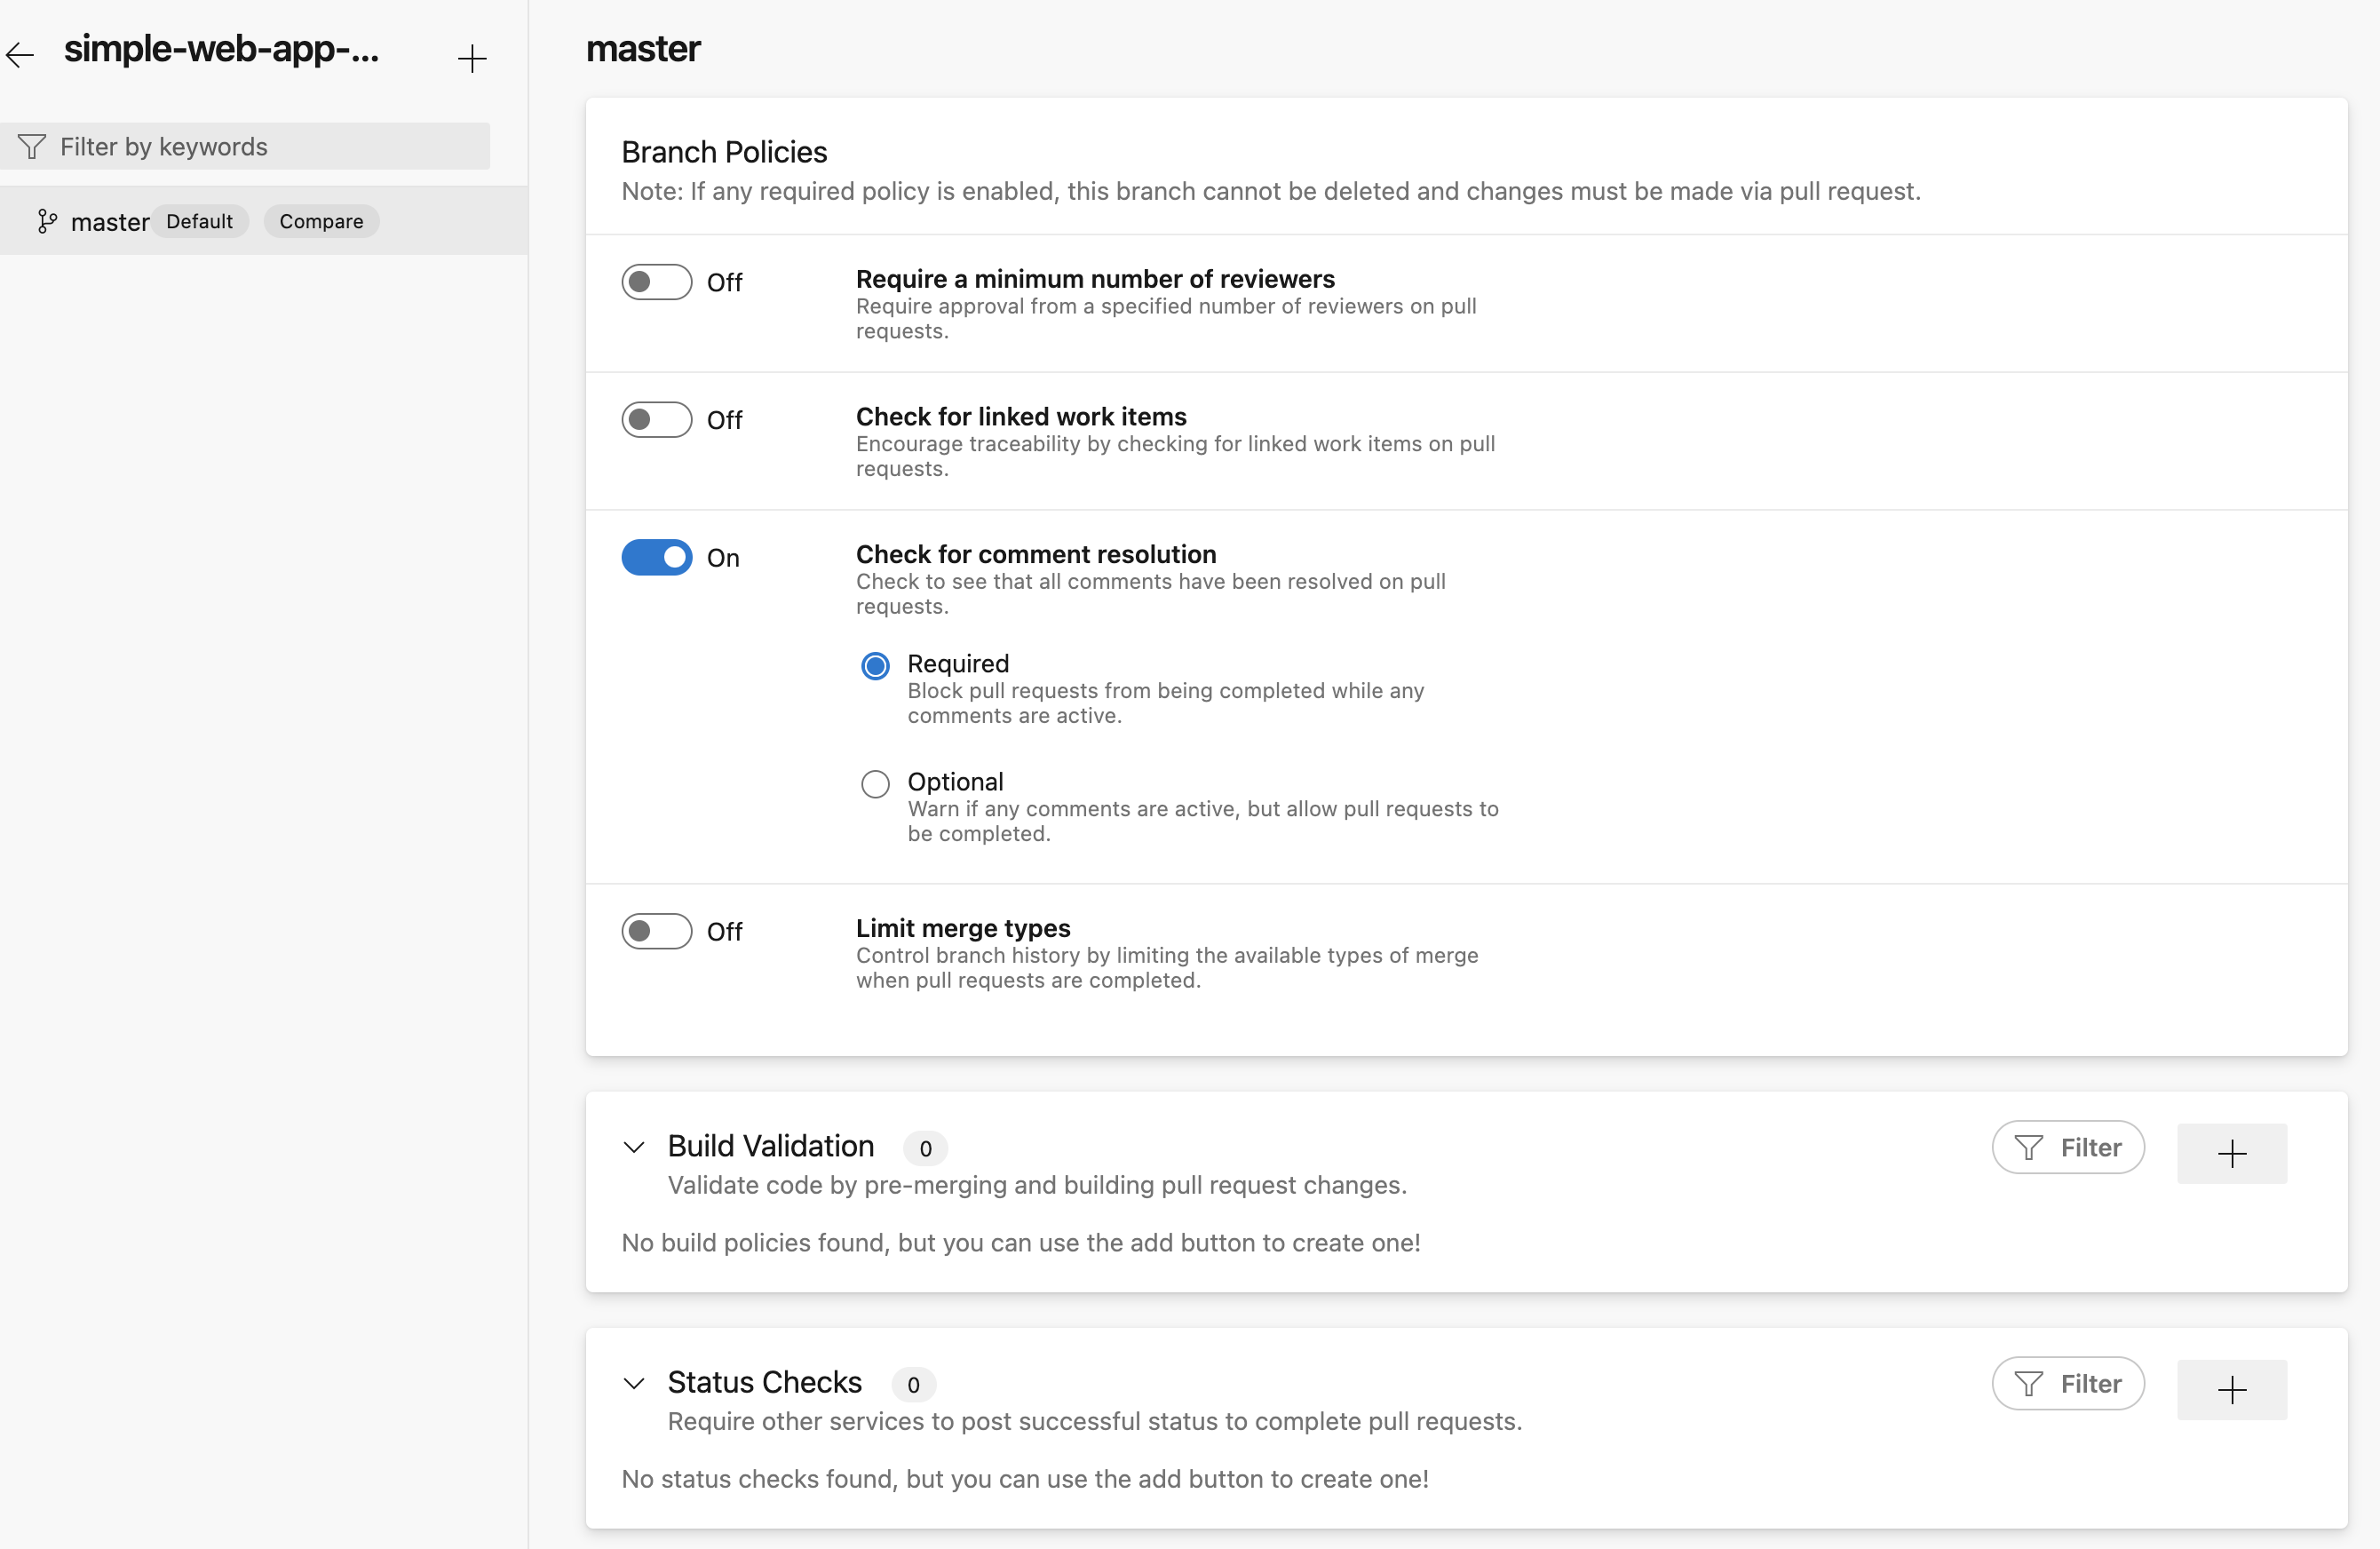 simple-web-app-...
Filter by keywords
master Default Compare
master
Branch Policies
Note: If any required policy is enabled, this branch cannot be deleted and changes must be made via pull request.
Off
Require a minimum number of reviewers
Require approval from a specified number of reviewers on pull
requests.
Off
Check for linked work items
Encourage traceability by checking for linked work items on pull
requests.
On
Check for comment resolution
Check to see that all comments have been resolved on pull
requests.
Required
Block pull requests from being completed while any
comments are active.
Optional
Warn if any comments are active, but allow pull requests to
be completed.
Off
Limit merge types
Control branch history by limiting the available types of merge
when pull requests are completed.
Build Validation 0
Filter
Validate code by pre-merging and building pull request changes.
No build policies found, but you can use the add button to create one!
Status Checks 0
Filter
Require other services to post successful status to complete pull requests.
No status checks found, but you can use the add button to create one!